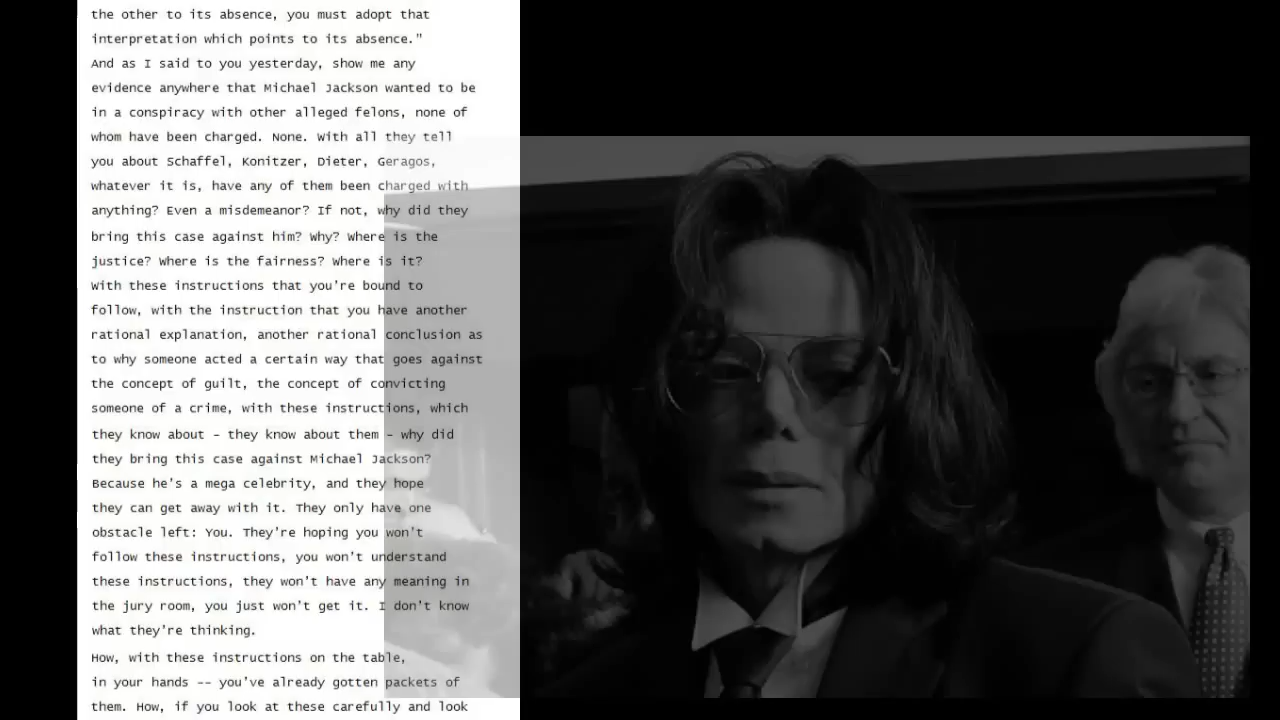 the other to its absence, you must adopt that
interpretation which points to its absence."
And as I said to you yesterday, show me any
evidence anywhere that Michael Jackson wanted to be
in a conspiracy with other alleged felons, none of
whom have been charged. None. With all they tell
you about Schaffel, Konitzer, Dieter, Geragos,
whatever it is, have any of them been charged with
anything? Even a misdemeanor? If not, why did they
bring this case against him? Why? Where is the
justice? Where is the fairness? Where is it?
With these instructions that you're bound to
follow, with the instruction that you have another
rational explanation, another rational conclusion as
to why someone acted a certain way that goes against
the concept of guilt, the concept of convicting
someone of a crime, with these instructions, which
they know about - they know about them - why did
they bring this case against Michael Jackson?
Because he's a mega celebrity, and they hope
they can get away with it. They only have one
obstacle left: You. They're hoping you won't
follow these instructions, you won't understand
these instructions, they won't have any meaning in
the jury room, you just won't get it. I don't know
what they're thinking.
How, with these instructions on the table,
in your hands -- you've already gotten packets of
them. How, if you look at these carefully and look